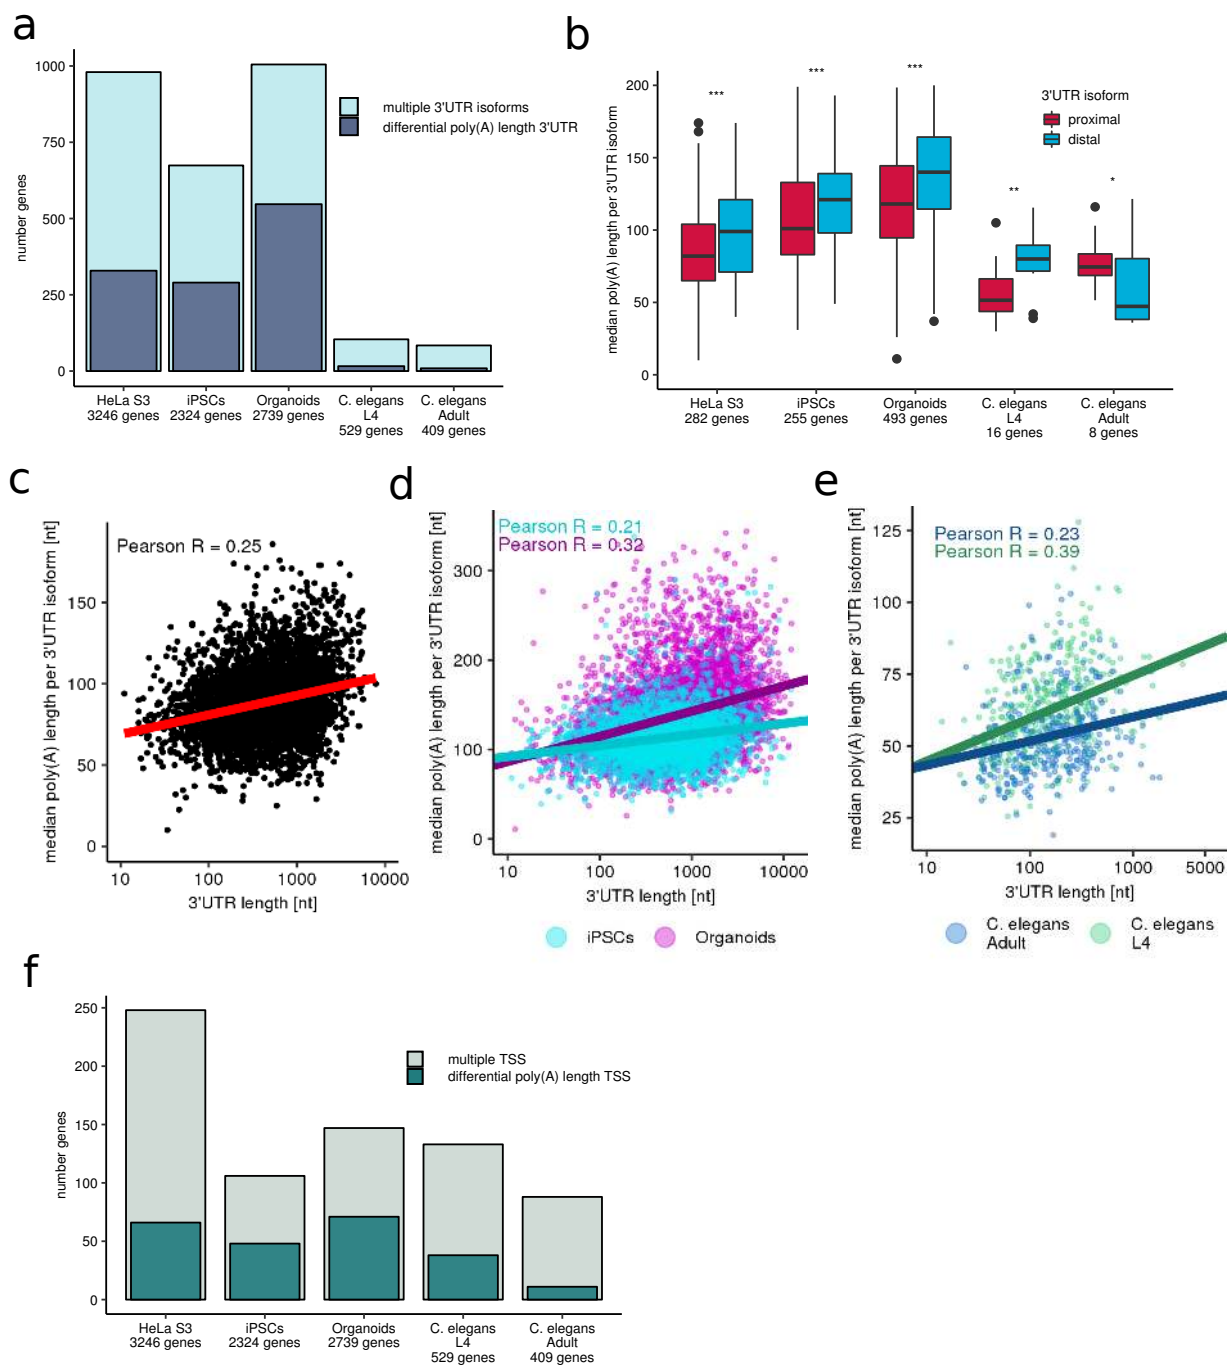 a
1000
750
500
250
0
number genes
multiple 3'UTR isoforms
differential poly(A) length 3'UTR
HeLa S3
3246 genes
iPSCs
2324 genes
Organoids
2739 genes
C. elegans
L4
529 genes
C. elegans
Adult
409 genes
b
200
150
100
50
0
median poly(A) length per 3'UTR isoform
***
***
***
**
*
3'UTR isoform
proximal
distal
HeLa S3
282 genes
iPSCs
255 genes
Organoids
493 genes
C. elegans
L4
16 genes
C. elegans
Adult
8 genes
c
median poly(A) length per 3'UTR isoform [nt]
Pearson R = 0.25
150
100
50
0
10
100
1000
10000
3'UTR length [nt]
d
median poly(A) length per 3'UTR isoform [nt]
Pearson R = 0.21
Pearson R = 0.32
300
200
100
0
10
100
1000
10000
3'UTR length [nt]
iPSCs
Organoids
e
median poly(A) length per 3'UTR isoform [nt]
Pearson R = 0.23
Pearson R = 0.39
125
100
75
50
25
10
100
1000
5000
3'UTR length [nt]
C. elegans
Adult
C. elegans
L4
f
250
200
150
100
50
0
number genes
multiple TSS
differential poly(A) length TSS
HeLa S3
3246 genes
iPSCs
2324 genes
Organoids
2739 genes
C. elegans
L4
529 genes
C. elegans
Adult
409 genes